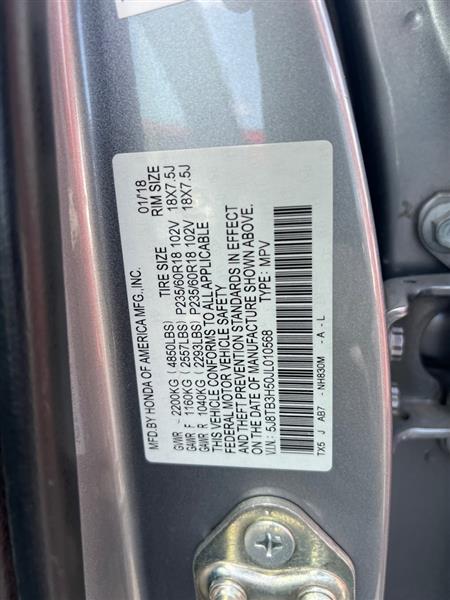 MFD.BY HONDA OF AMERICA MFG.,INC. 01/18
TIRE SIZE RIM SIZE
GVWR 2200KG ( 4850LBS)
GAWR F 1160KG ( 2557LBS) P235/60R18 102V 18X7.5J
GAWR R 1040KG ( 2293LBS) P235/60R18 102V 18X7.5J
THIS VEHICLE CONFORMS TO ALL APPLICABLE
FEDERAL MOTOR VEHICLE SAFETY
AND THEFT PREVENTION STANDARDS IN EFFECT
ON THE DATE OF MANUFACTURE SHOWN ABOVE.
V.I.N.: 5J8TB3H50JL010568 TYPE: MPV
TX5 J AB7 - NH830M - A - L